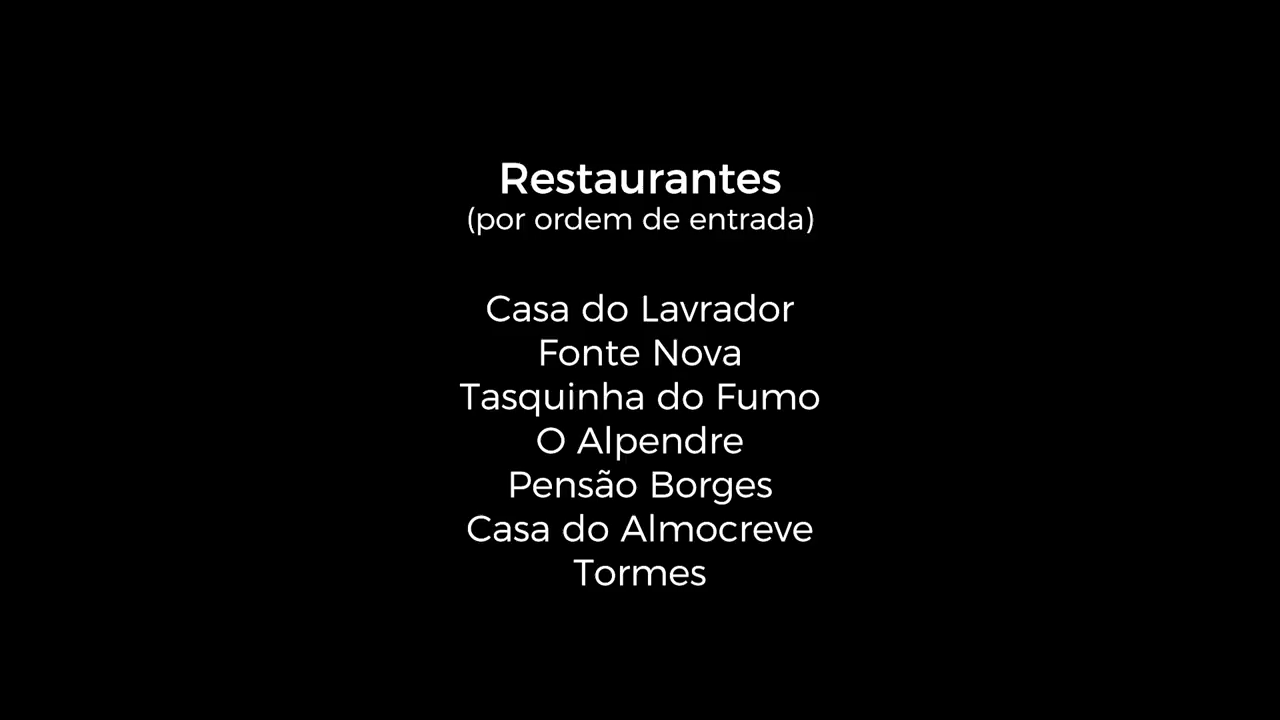 Restaurantes
(por ordem de entrada)
Casa do Lavrador
Fonte Nova
Tasquinha do Fumo
O Alpendre
Pensão Borges
Casa do Almocreve
Tormes